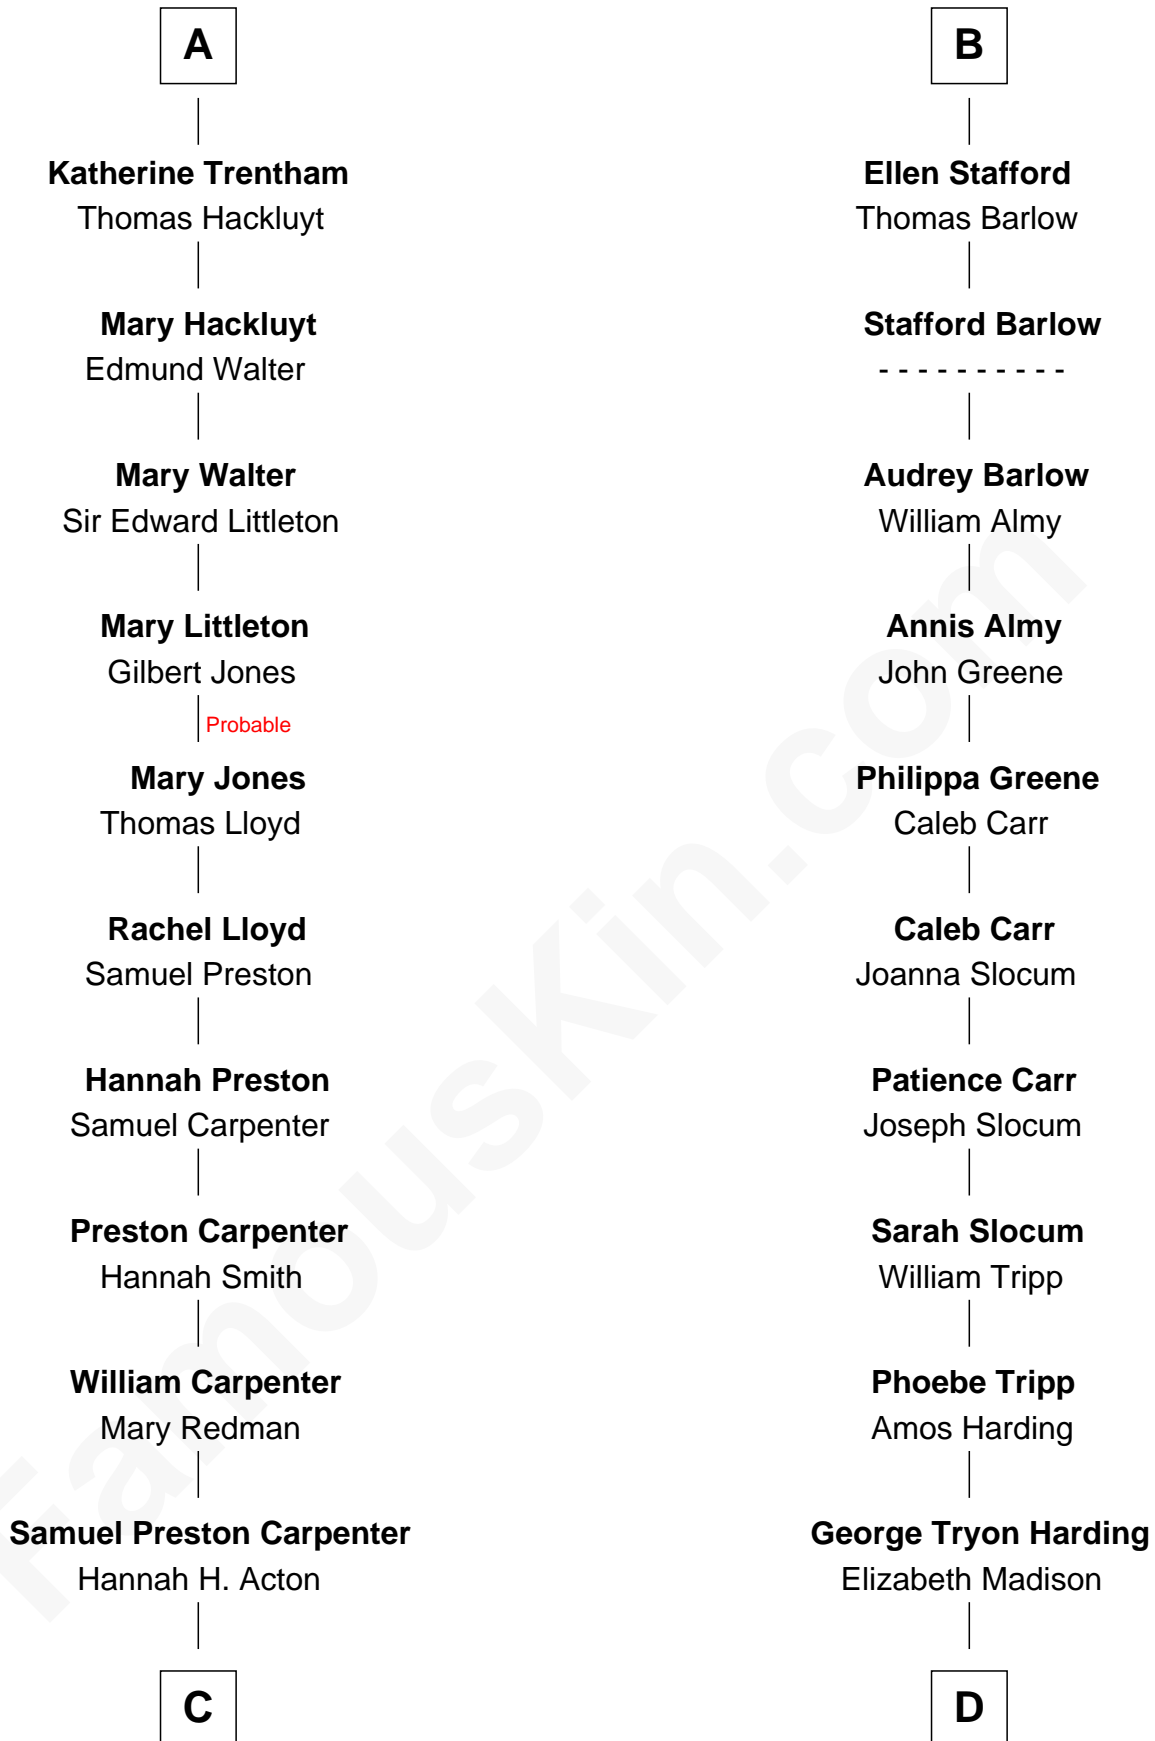 A
Katherine Trentham
Thomas Hackluyt
Mary Hackluyt
Edmund Walter
Mary Walter
Sir Edward Littleton
Mary Littleton
Gilbert Jones
Probable
Mary Jones
Thomas Lloyd
Rachel Lloyd
Samuel Preston
Hannah Preston
Samuel Carpenter
Preston Carpenter
Hannah Smith
William Carpenter
Mary Redman
Samuel Preston Carpenter
Hannah H. Acton
C
B
Ellen Stafford
Thomas Barlow
Stafford Barlow
- - - - - - - - - -
Audrey Barlow
William Almy
Annis Almy
John Greene
Philippa Greene
Caleb Carr
Caleb Carr
Joanna Slocum
Patience Carr
Joseph Slocum
Sarah Slocum
William Tripp
Phoebe Tripp
Amos Harding
George Tryon Harding
Elizabeth Madison
D
FamousKin.com